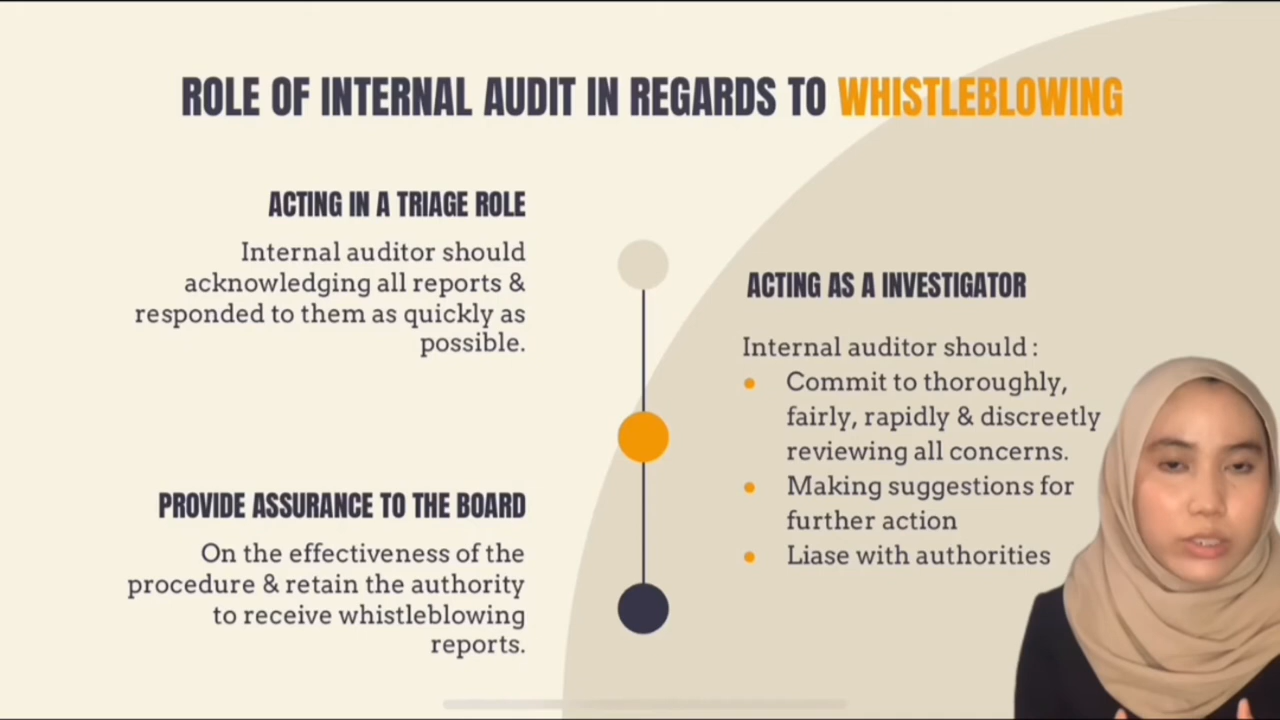 ROLE OF INTERNAL AUDIT IN REGARDS TO WHISTLEBLOWING
ACTING IN A TRIAGE ROLE
Internal auditor should
acknowledging all reports &
responded to them as quickly as
possible.
ACTING AS A INVESTIGATOR
Internal auditor should :
Commit to thoroughly,
fairly, rapidly & discreetly
reviewing all concerns.
Making suggestions for
further action
Liase with authorities
PROVIDE ASSURANCE TO THE BOARD
On the effectiveness of the
procedure & retain the authority
to receive whistleblowing
reports.